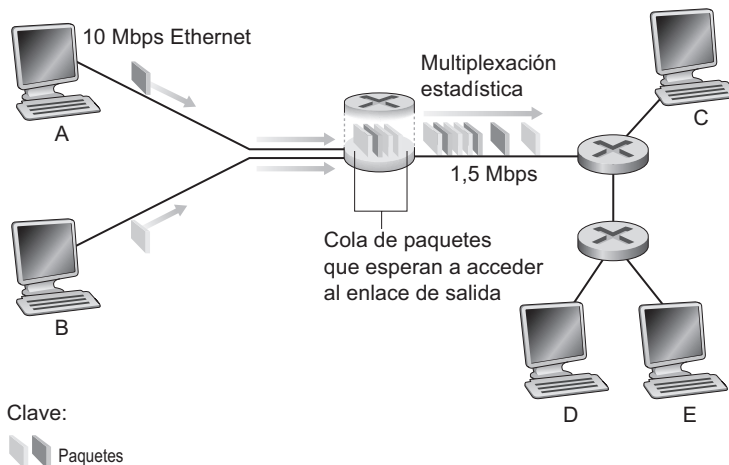 10 Mbps Ethernet
A
Multiplexación
estadística
C
1,5 Mbps
Cola de paquetes
que esperan a acceder
al enlace de salida
B
D
E
Clave:
Paquetes